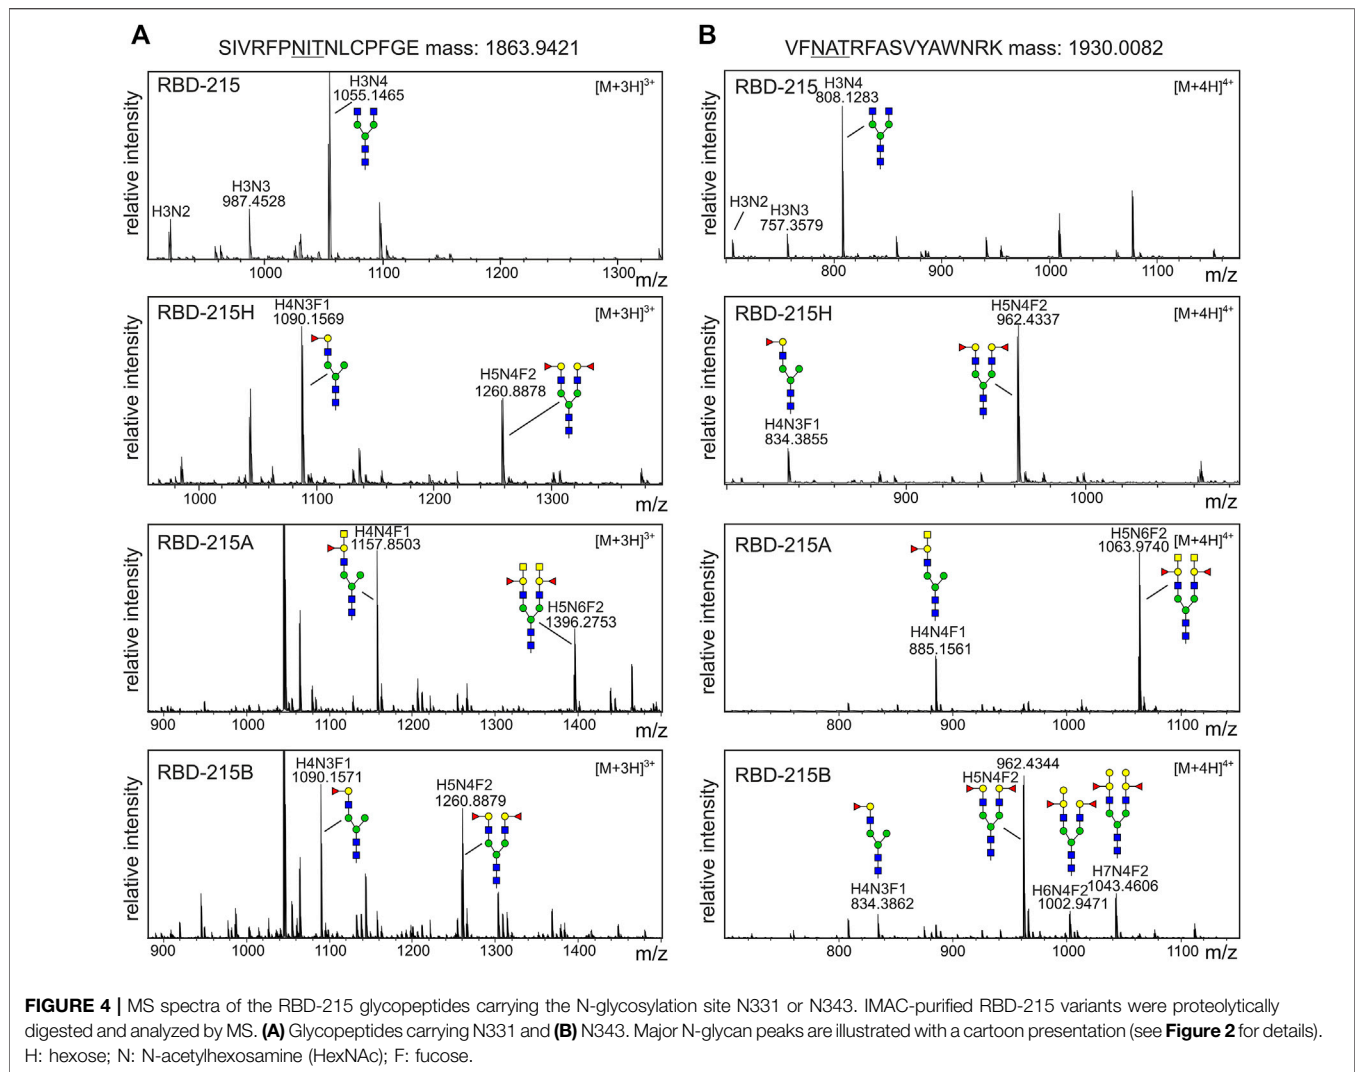 A
SIVRFPNITNLCPFGE mass: 1863.9421
RBD-215
[M+3H]3+
H3N4
1055.1465
H3N3
987.4528
H3N2
relative intensity
1000 1100 1200 1300
m/z
RBD-215H
[M+3H]3+
H4N3F1
1090.1569
H5N4F2
1260.8878
relative intensity
1000 1100 1200 1300
m/z
RBD-215A
[M+3H]3+
H4N4F1
1157.8503
H5N6F2
1396.2753
relative intensity
900 1000 1100 1200 1300 1400
m/z
RBD-215B
[M+3H]3+
H4N3F1
1090.1571
H5N4F2
1260.8879
relative intensity
900 1000 1100 1200 1300 1400
m/z
B
VFNATRFASVYAWNRK mass: 1930.0082
RBD-215
[M+4H]4+
H3N4
808.1283
H3N2
H3N3
757.3579
relative intensity
800 900 1000 1100
m/z
RBD-215H
[M+4H]4+
H5N4F2
962.4337
H4N3F1
834.3855
relative intensity
900 1000
m/z
RBD-215A
[M+4H]4+
H5N6F2
1063.9740
H4N4F1
885.1561
relative intensity
800 900 1000 1100
m/z
RBD-215B
[M+4H]4+
962.4344
H5N4F2
H4N3F1
834.3862
H6N4F2
1002.9471
H7N4F2
1043.4606
relative intensity
800 900 1000 1100
m/z
FIGURE 4 | MS spectra of the RBD-215 glycopeptides carrying the N-glycosylation site N331 or N343. IMAC-purified RBD-215 variants were proteolytically
digested and analyzed by MS. (A) Glycopeptides carrying N331 and (B) N343. Major N-glycan peaks are illustrated with a cartoon presentation (see Figure 2 for details).
H: hexose; N: N-acetylhexosamine (HexNAc); F: fucose.